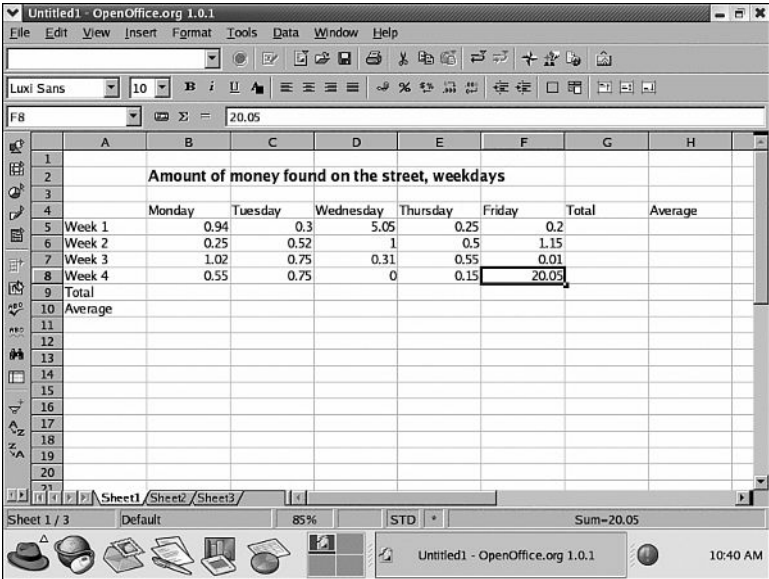 Untitled1 - OpenOffice.org 1.0.1
File Edit View Insert Format Tools Data Window Help
Luxi Sans 10 B i U A
F8 Σ = 20.05
A B C D E F G H
1
2 Amount of money found on the street, weekdays
3
4 Monday Tuesday Wednesday Thursday Friday Total Average
5 Week 1 0.94 0.3 5.05 0.25 0.2
6 Week 2 0.25 0.52 1 0.5 1.15
7 Week 3 1.02 0.75 0.31 0.55 0.01
8 Week 4 0.55 0.75 0 0.15 20.05
9 Total
10 Average
11
12
13
14
15
16
17
18
19
20
21
Sheet1 Sheet2 Sheet3
Sheet 1 / 3 Default 85% STD * Sum=20.05
Untitled1 - OpenOffice.org 1.0.1 10:40 AM